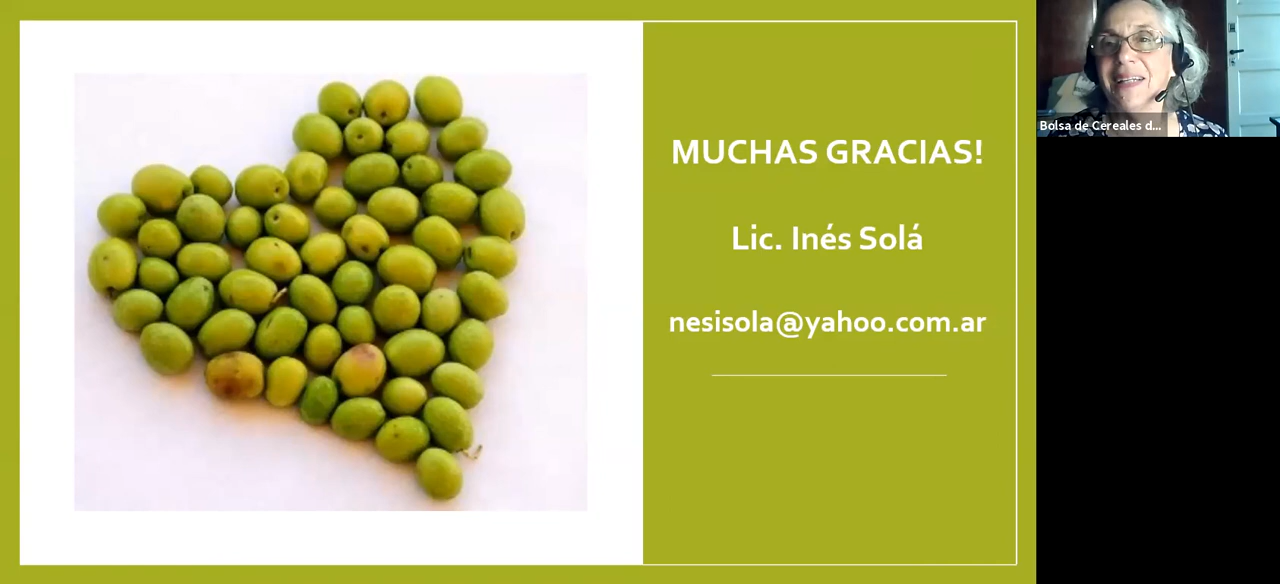 MUCHAS GRACIAS!
Lic. Inés Solá
nesisola@yahoo.com.ar
Bolsa de Cereales d...